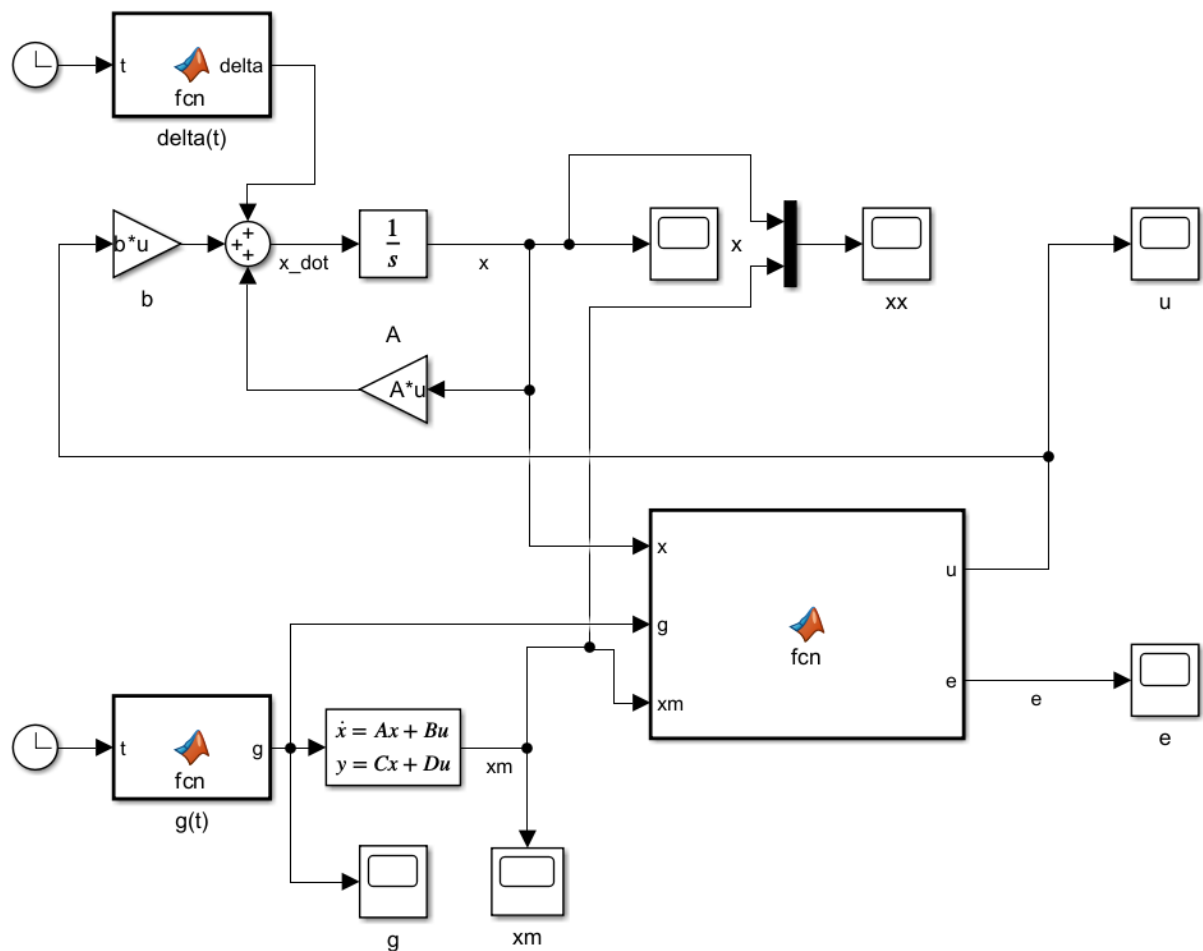 t
delta
fcn
delta(t)
b*u
b
+
+
+
x_dot
1
s
x
x
xx
u
A
A*u
x
g
xm
fcn
u
e
e
e
t
g
fcn
g(t)
ẋ = Ax + Bu
y = Cx + Du
xm
g
xm